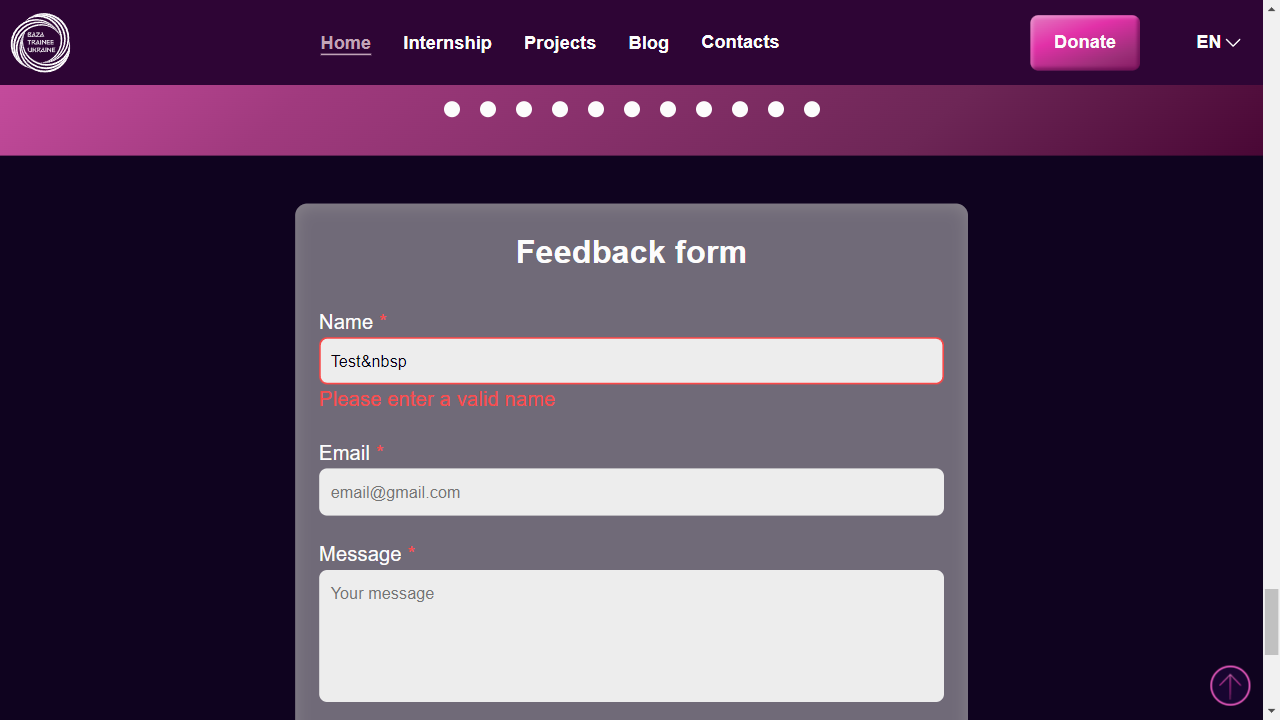 BAZA
TRAINEE
UKRAINE
Home Internship Projects Blog Contacts Donate EN
Feedback form
Name *
Test&nbsp
Please enter a valid name
Email *
email@gmail.com
Message *
Your message